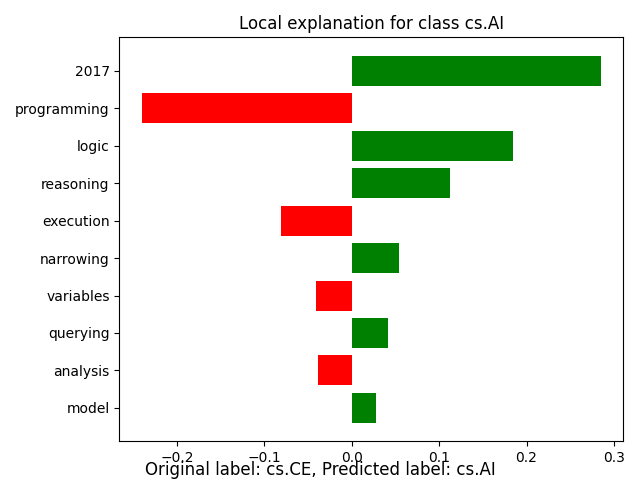 Local explanation for class cs.AI
2017
programming
logic
reasoning
execution
narrowing
variables
querying
analysis
model
−0.2 −0.1 0.0 0.1 0.2 0.3
Original label: cs.CE, Predicted label: cs.AI